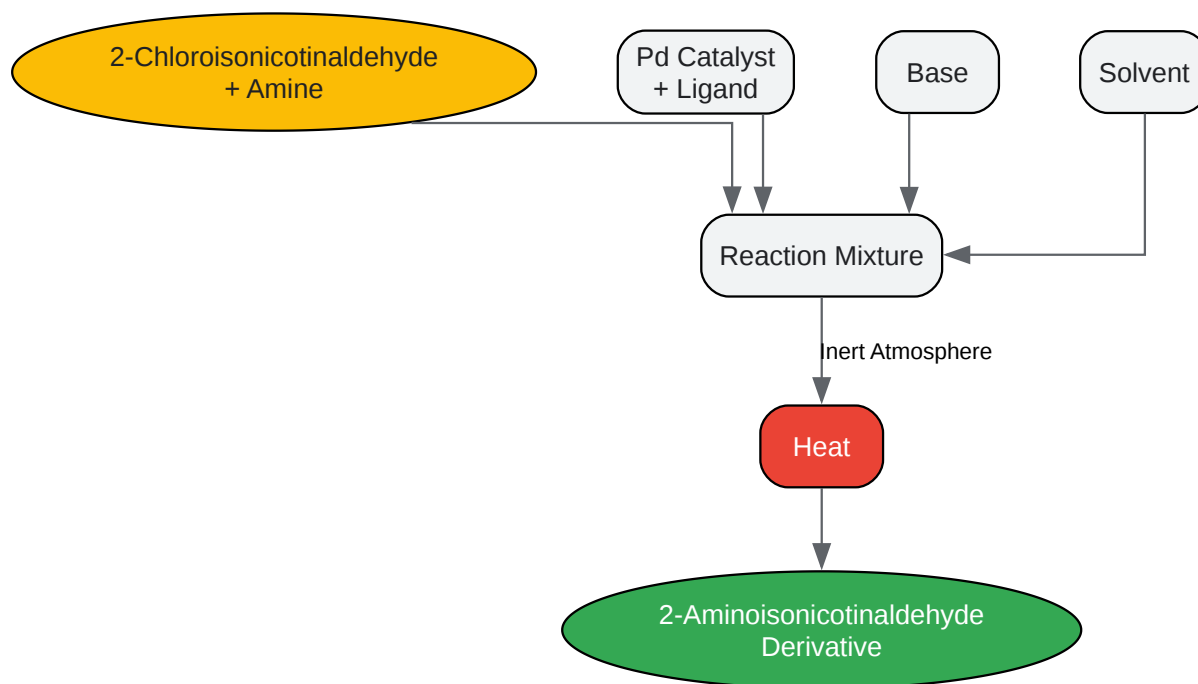 2-Chloroisonicotinaldehyde
+ Amine
Pd Catalyst
+ Ligand
Base
Solvent
Reaction Mixture
Inert Atmosphere
Heat
2-Aminoisonicotinaldehyde
Derivative